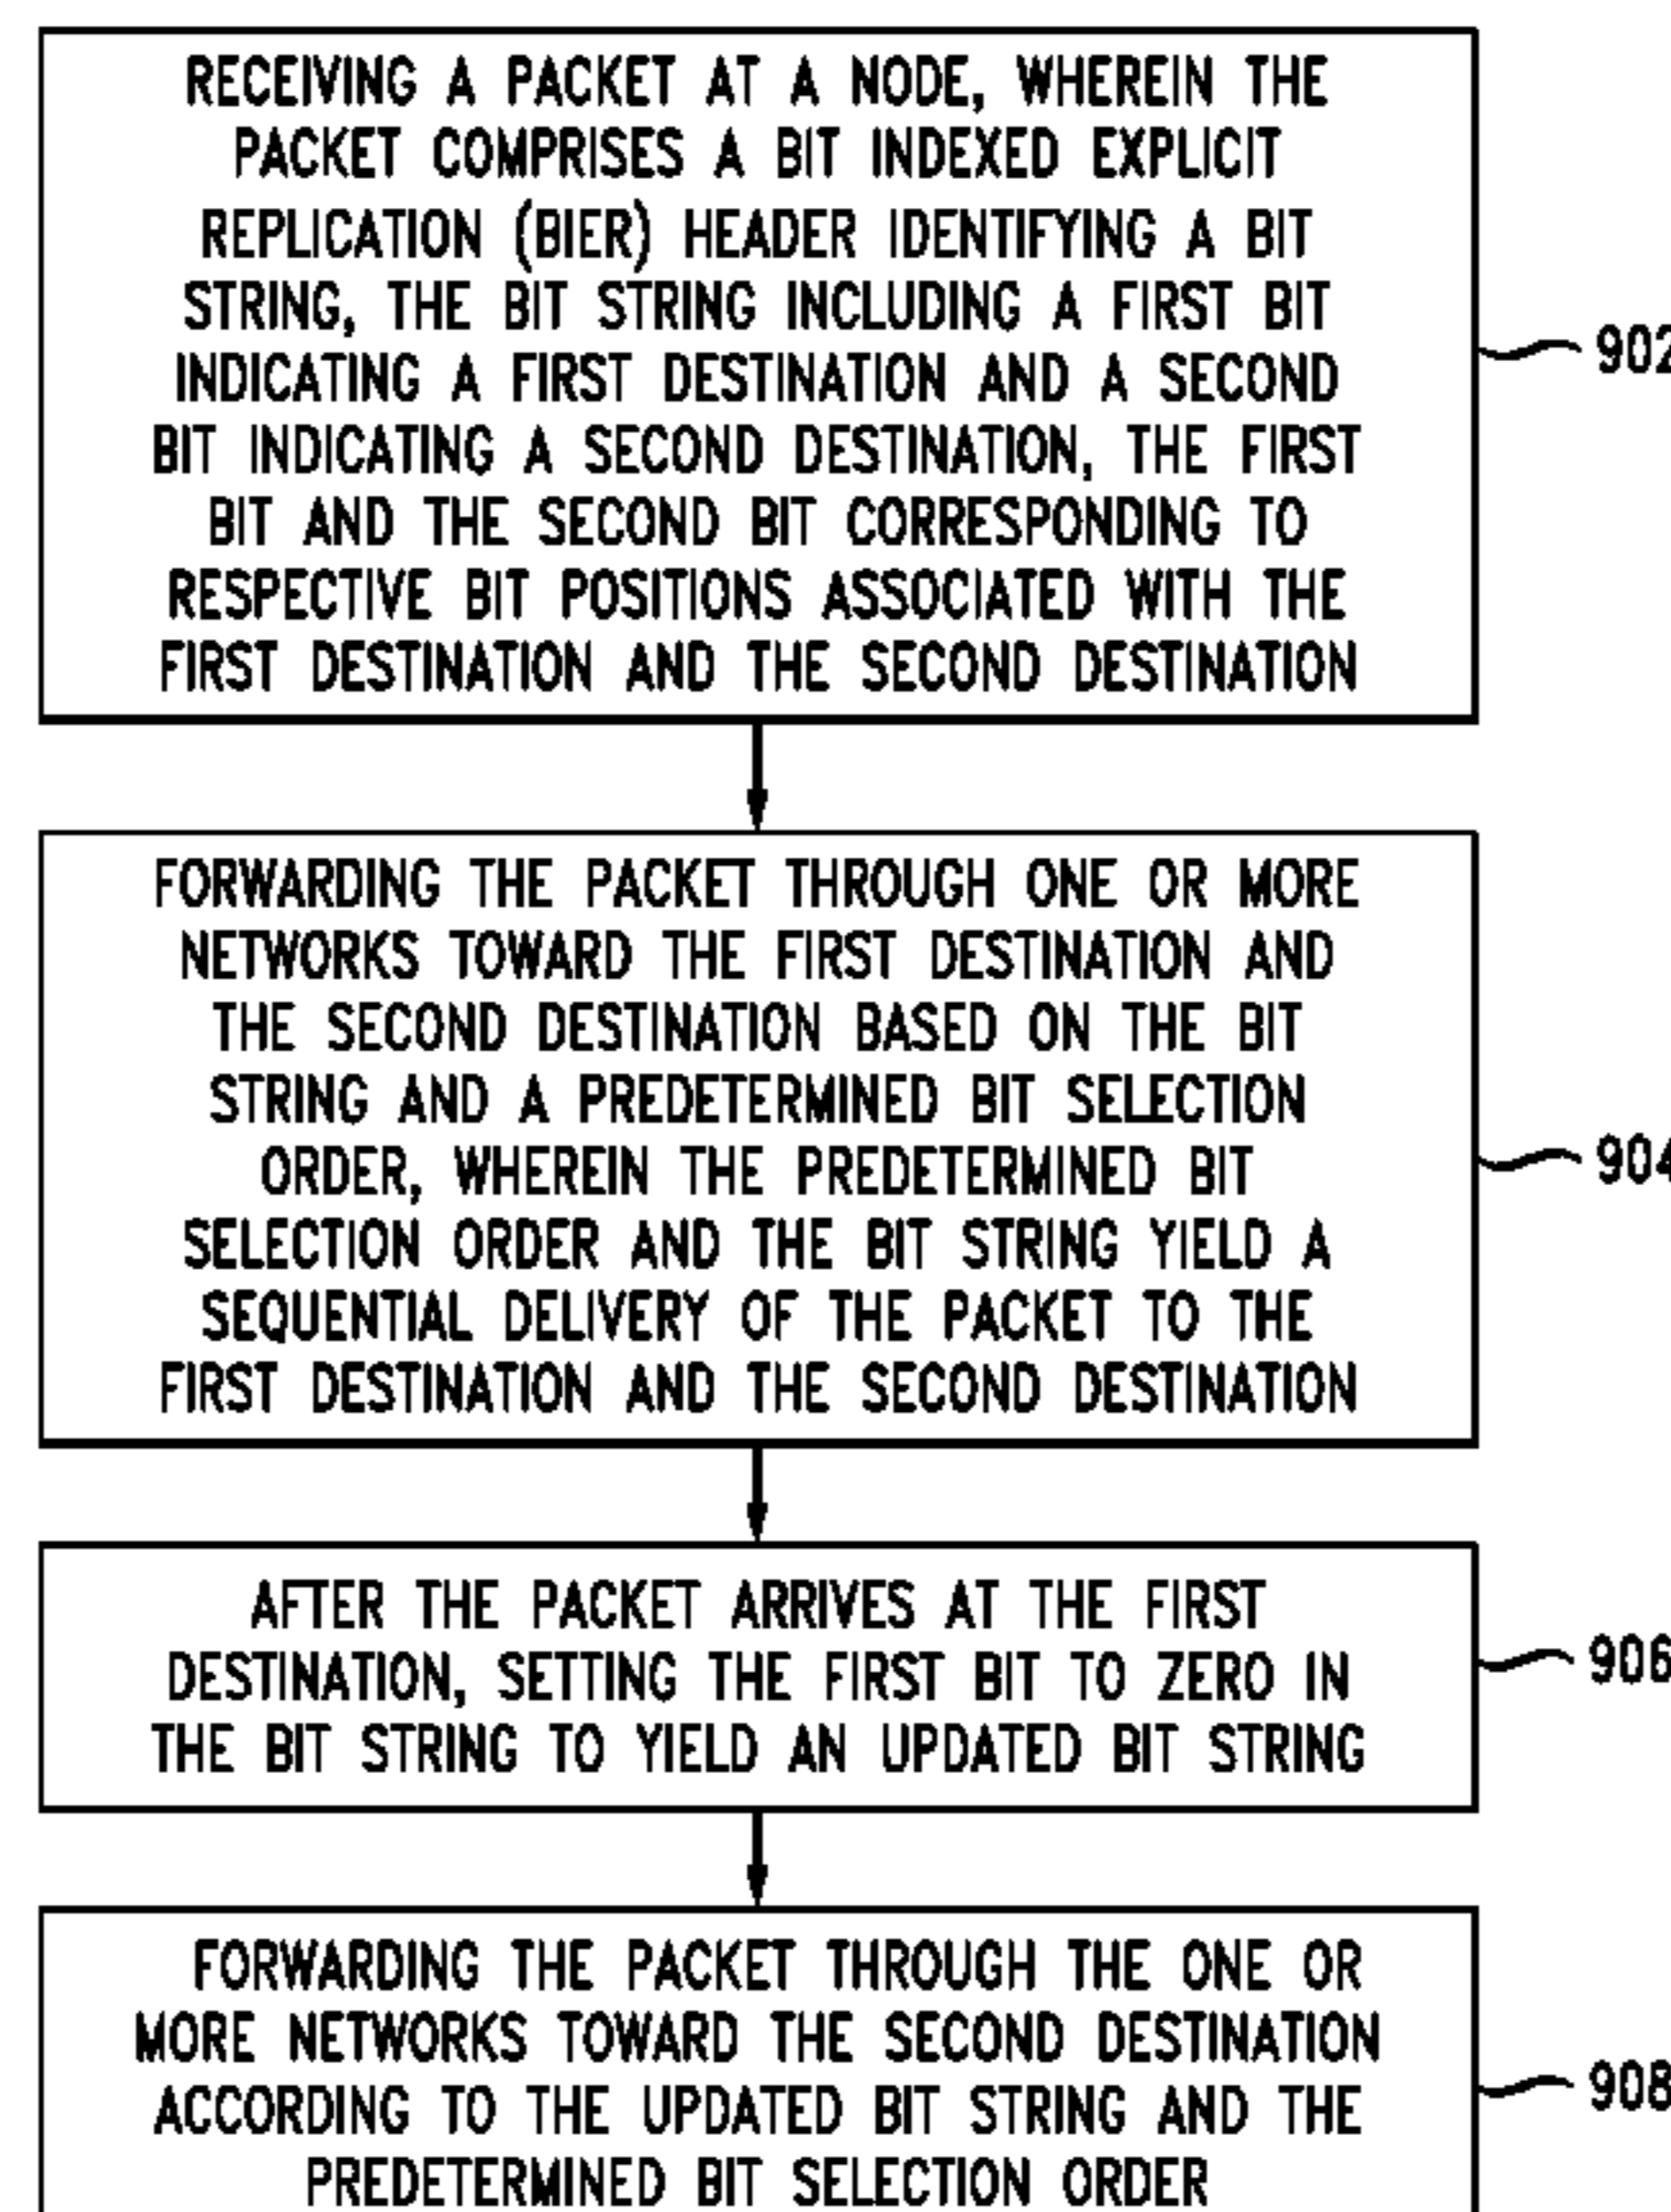 RECEIVING A PACKET AT A NODE, WHEREIN THE
PACKET COMPRISES A BIT INDEXED EXPLICIT
REPLICATION (BIER) HEADER IDENTIFYING A BIT
STRING, THE BIT STRING INCLUDING A FIRST BIT
INDICATING A FIRST DESTINATION AND A SECOND
BIT INDICATING A SECOND DESTINATION, THE FIRST
BIT AND THE SECOND BIT CORRESPONDING TO
RESPECTIVE BIT POSITIONS ASSOCIATED WITH THE
FIRST DESTINATION AND THE SECOND DESTINATION
902
FORWARDING THE PACKET THROUGH ONE OR MORE
NETWORKS TOWARD THE FIRST DESTINATION AND
THE SECOND DESTINATION BASED ON THE BIT
STRING AND A PREDETERMINED BIT SELECTION
ORDER, WHEREIN THE PREDETERMINED BIT
SELECTION ORDER AND THE BIT STRING YIELD A
SEQUENTIAL DELIVERY OF THE PACKET TO THE
FIRST DESTINATION AND THE SECOND DESTINATION
904
AFTER THE PACKET ARRIVES AT THE FIRST
DESTINATION, SETTING THE FIRST BIT TO ZERO IN
THE BIT STRING TO YIELD AN UPDATED BIT STRING
906
FORWARDING THE PACKET THROUGH THE ONE OR
MORE NETWORKS TOWARD THE SECOND DESTINATION
ACCORDING TO THE UPDATED BIT STRING AND THE
PREDETERMINED BIT SELECTION ORDER
908